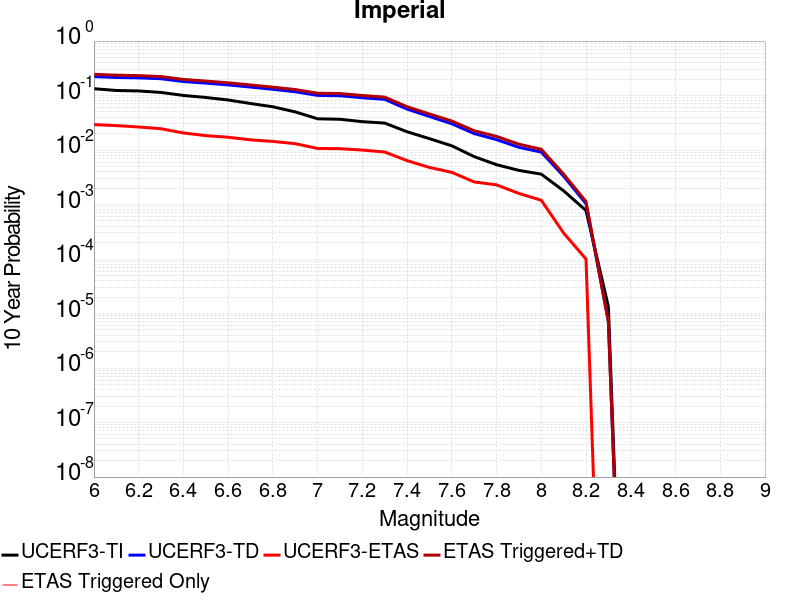 Imperial
10^0
10^-1
10^-2
10^-3
10^-4
10^-5
10^-6
10^-7
10^-8
10 Year Probability
6 6.2 6.4 6.6 6.8 7 7.2 7.4 7.6 7.8 8 8.2 8.4 8.6 8.8 9
Magnitude
UCERF3-TI UCERF3-TD UCERF3-ETAS ETAS Triggered+TD
ETAS Triggered Only